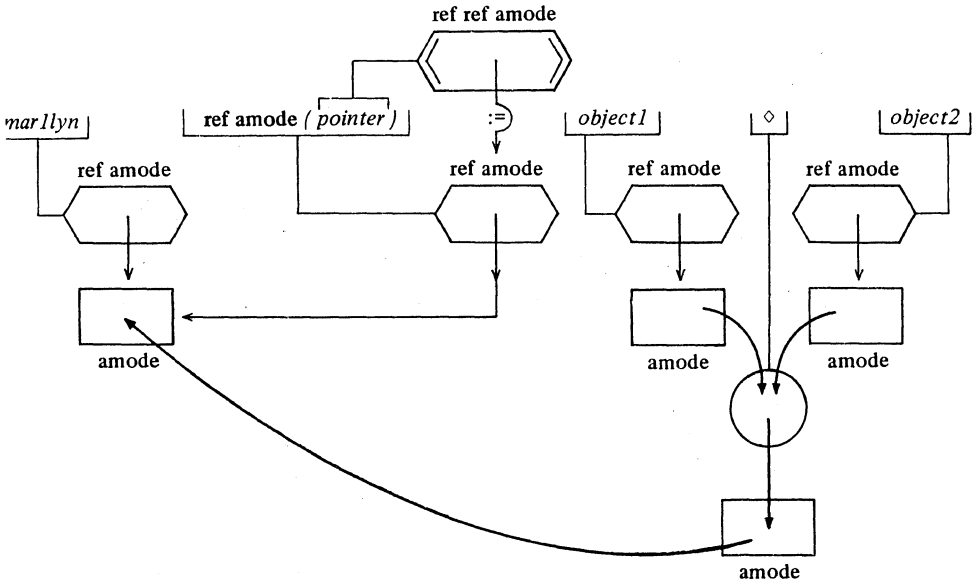 ref ref amode
mar1lyn
ref amode (pointer)
:=
object1
◇
object2
ref amode
ref amode
ref amode
ref amode
amode
amode
amode
amode